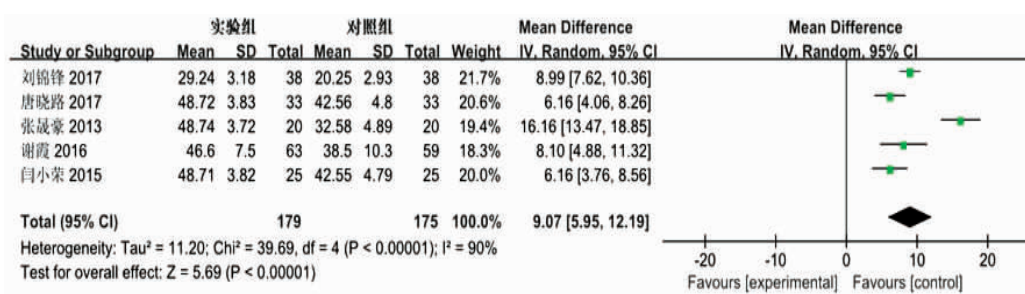 实验组 对照组 Mean Difference Mean Difference
Study or Subgroup Mean SD Total Mean SD Total Weight IV, Random, 95% CI IV, Random, 95% CI
刘锦锋 2017 29.24 3.18 38 20.25 2.93 38 21.7% 8.99 [7.62, 10.36]
唐晓路 2017 48.72 3.83 33 42.56 4.8 33 20.6% 6.16 [4.06, 8.26]
张晟豪 2013 48.74 3.72 20 32.58 4.89 20 19.4% 16.16 [13.47, 18.85]
谢霞 2016 46.6 7.5 63 38.5 10.3 59 18.3% 8.10 [4.88, 11.32]
闫小荣 2015 48.71 3.82 25 42.55 4.79 25 20.0% 6.16 [3.76, 8.56]
Total (95% CI) 179 175 100.0% 9.07 [5.95, 12.19]
Heterogeneity: Tau² = 11.20; Chi² = 39.69, df = 4 (P < 0.00001); I² = 90%
Test for overall effect: Z = 5.69 (P < 0.00001)
-20 -10 0 10 20
Favours [experimental] Favours [control]